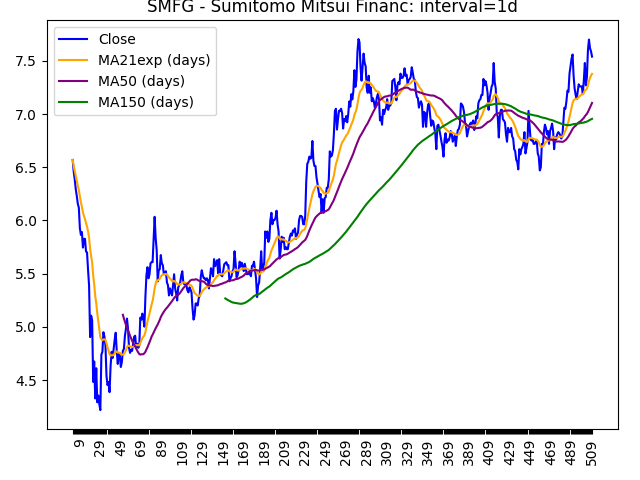 SMFG - Sumitomo Mitsui Financ: interval=1d
Close
MA21exp (days)
MA50 (days)
MA150 (days)
7.5
7.0
6.5
6.0
5.5
5.0
4.5
9 29 49 69 89 109 129 149 169 189 209 229 249 269 289 309 329 349 369 389 409 429 449 469 489 509